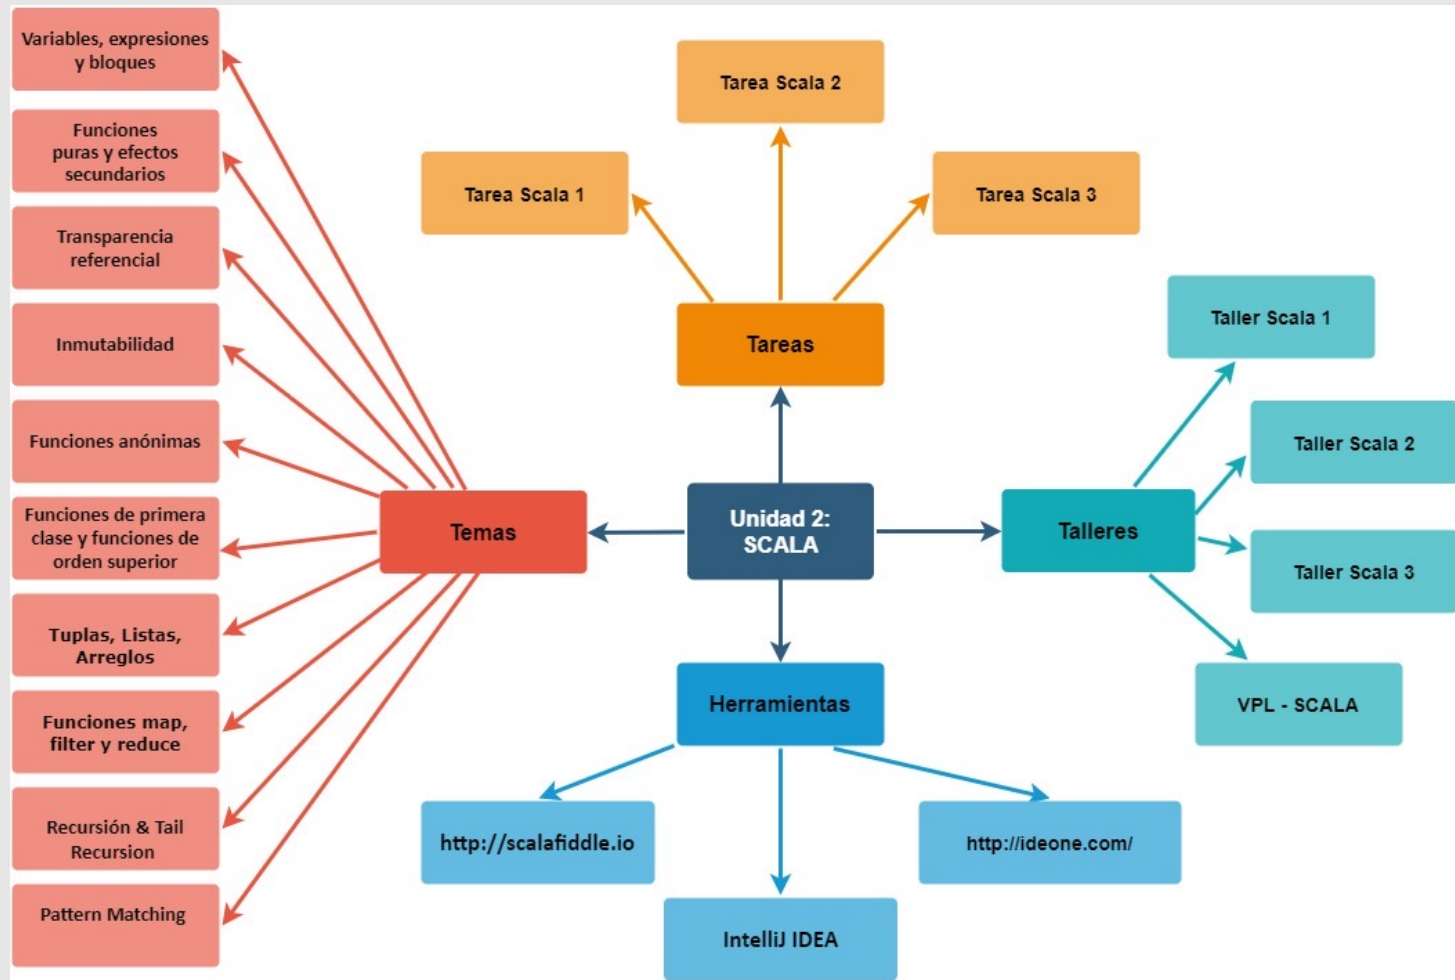 Variables, expresiones
y bloques
Funciones
puras y efectos
secundarios
Transparencia
referencial
Inmutabilidad
Funciones anónimas
Funciones de primera
clase y funciones de
orden superior
Tuplas, Listas,
Arreglos
Funciones map,
filter y reduce
Recursión & Tail
Recursion
Pattern Matching
Temas
Tarea Scala 1
Tarea Scala 2
Tarea Scala 3
Tareas
Unidad 2:
SCALA
Herramientas
http://scalafiddle.io
IntelliJ IDEA
http://ideone.com/
Talleres
Taller Scala 1
Taller Scala 2
Taller Scala 3
VPL - SCALA